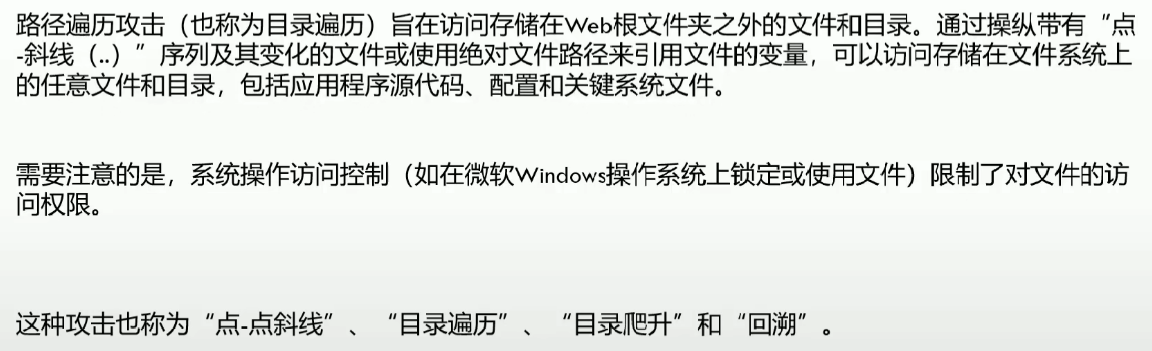 路径遍历攻击（也称为目录遍历）旨在访问存储在Web根文件夹之外的文件和目录。通过操纵带有“点
-斜线（..）”序列及其变化的文件或使用绝对文件路径来引用文件的变量，可以访问存储在文件系统上
的任意文件和目录，包括应用程序源代码、配置和关键系统文件。
需要注意的是，系统操作访问控制（如在微软Windows操作系统上锁定或使用文件）限制了对文件的访
问权限。
这种攻击也称为“点-点斜线”、“目录遍历”、“目录爬升”和“回溯”。